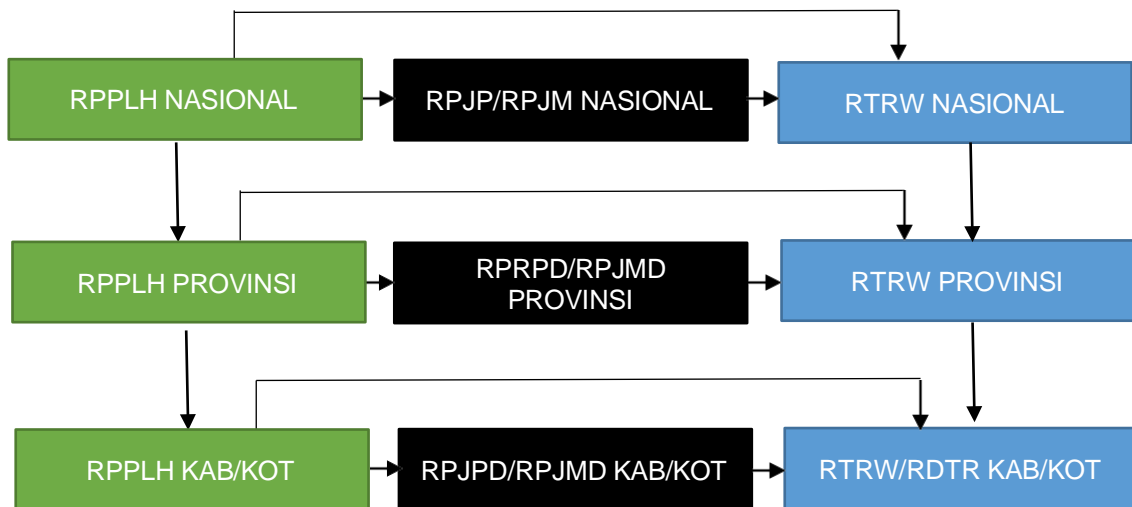 RPPLH NASIONAL
RPJP/RPJM NASIONAL
RTRW NASIONAL
RPPLH PROVINSI
RPRPD/RPJMD
PROVINSI
RTRW PROVINSI
RPPLH KAB/KOT
RPJPD/RPJMD KAB/KOT
RTRW/RDTR KAB/KOT